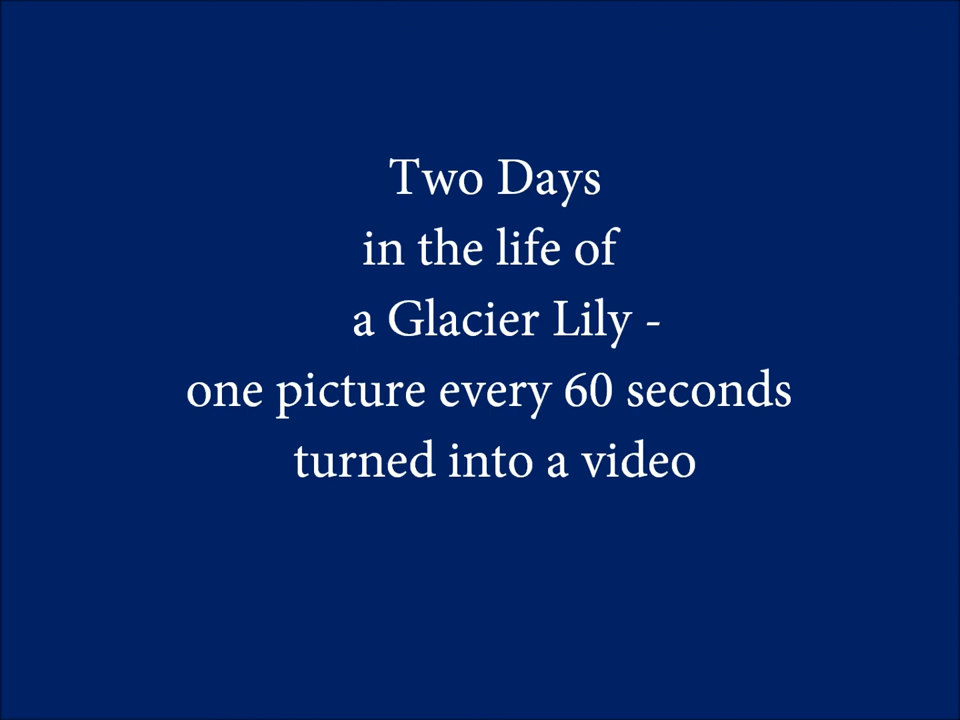 Two Days
in the life of
a Glacier Lily -
one picture every 60 seconds
turned into a video